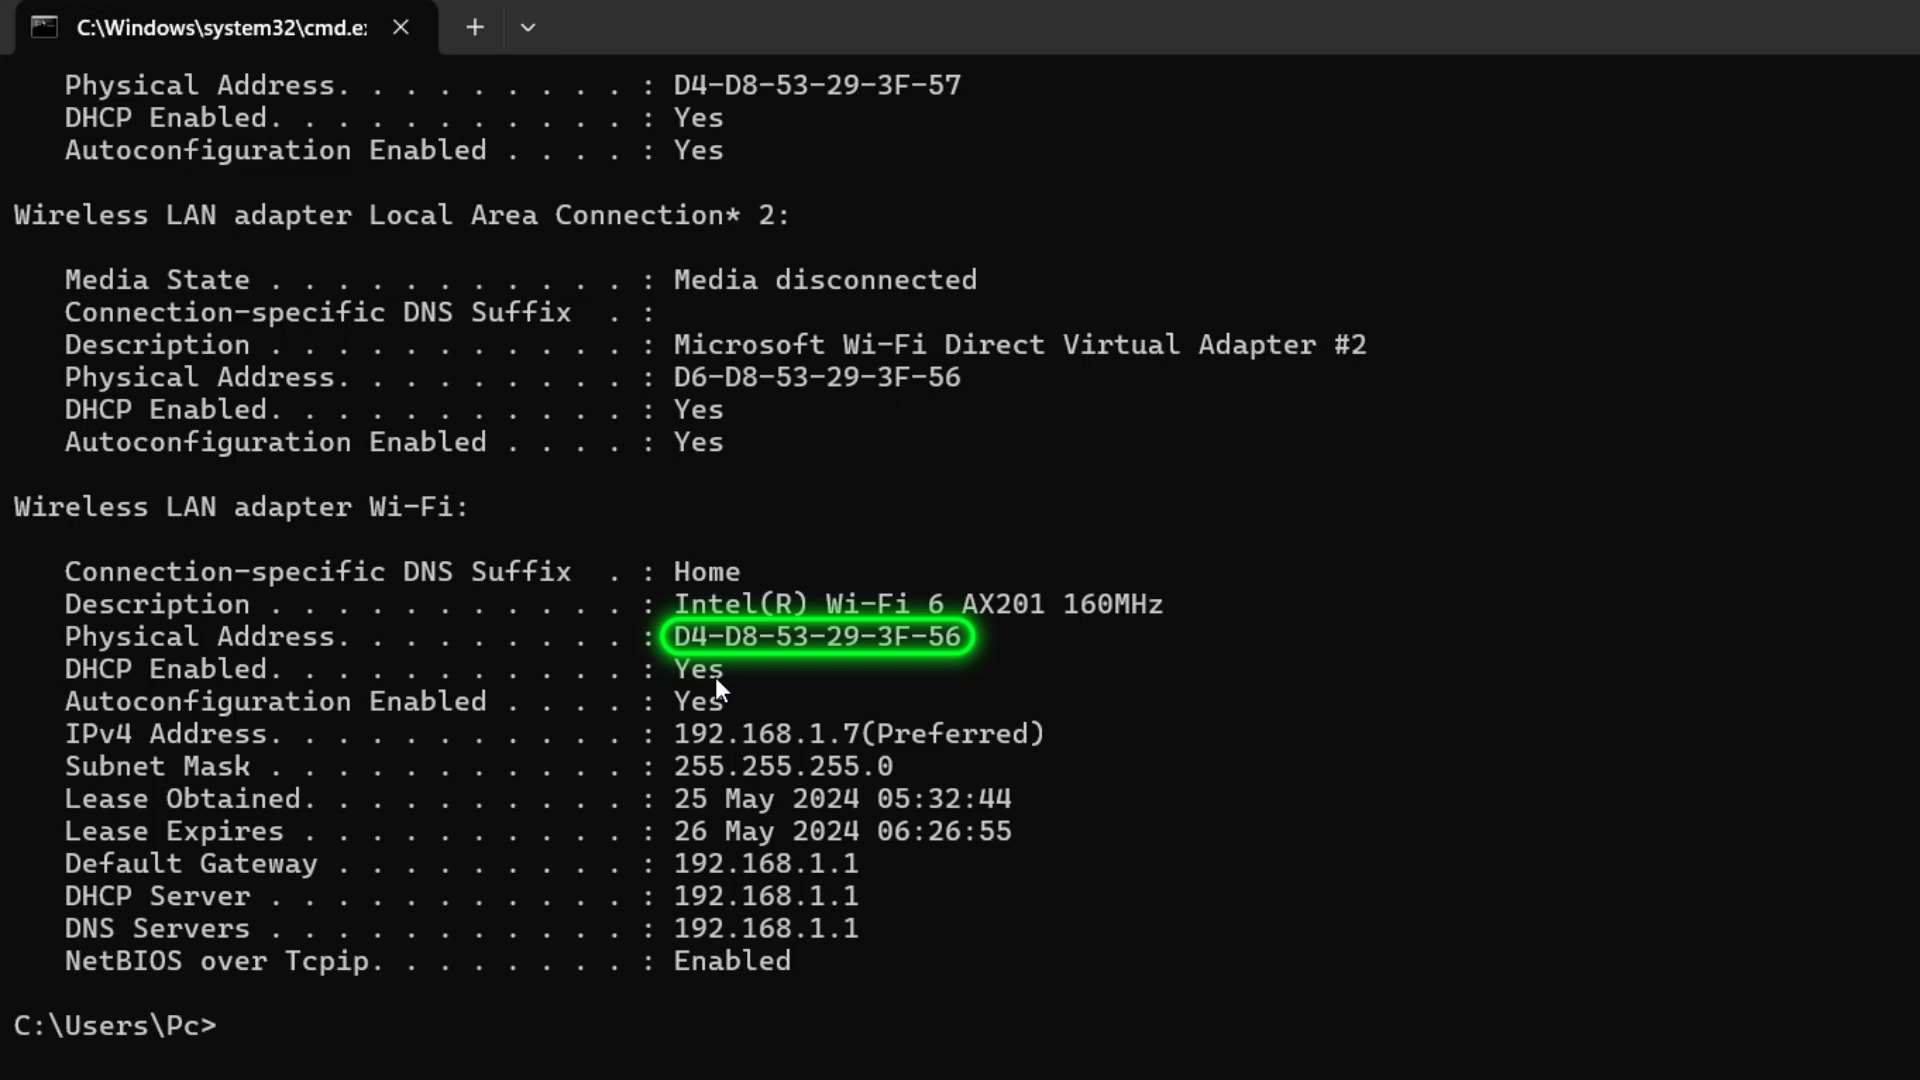 C:\Windows\system32\cmd.e
Physical Address. . . . . . . . . : D4-D8-53-29-3F-57
DHCP Enabled. . . . . . . . . . . : Yes
Autoconfiguration Enabled . . . . : Yes
Wireless LAN adapter Local Area Connection* 2:
Media State . . . . . . . . . . . : Media disconnected
Connection-specific DNS Suffix . :
Description . . . . . . . . . . . : Microsoft Wi-Fi Direct Virtual Adapter #2
Physical Address. . . . . . . . . : D6-D8-53-29-3F-56
DHCP Enabled. . . . . . . . . . . : Yes
Autoconfiguration Enabled . . . . : Yes
Wireless LAN adapter Wi-Fi:
Connection-specific DNS Suffix . : Home
Description . . . . . . . . . . . : Intel(R) Wi-Fi 6 AX201 160MHz
Physical Address. . . . . . . . . : D4-D8-53-29-3F-56
DHCP Enabled. . . . . . . . . . . : Yes
Autoconfiguration Enabled . . . . : Yes
IPv4 Address. . . . . . . . . . . : 192.168.1.7(Preferred)
Subnet Mask . . . . . . . . . . . : 255.255.255.0
Lease Obtained. . . . . . . . . . : 25 May 2024 05:32:44
Lease Expires . . . . . . . . . . : 26 May 2024 06:26:55
Default Gateway . . . . . . . . . : 192.168.1.1
DHCP Server . . . . . . . . . . . : 192.168.1.1
DNS Servers . . . . . . . . . . . : 192.168.1.1
NetBIOS over Tcpip. . . . . . . . : Enabled
C:\Users\Pc>